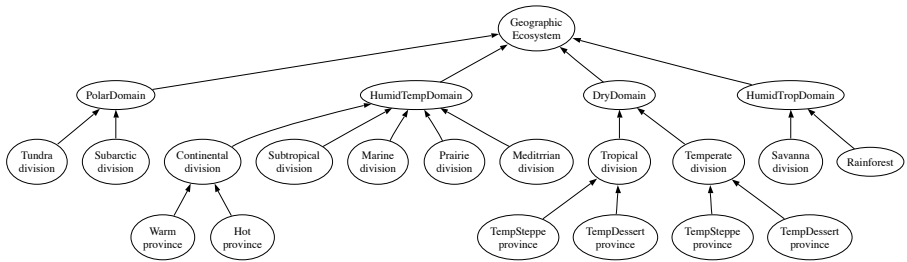 Geographic
Ecosystem
PolarDomain
HumidTempDomain
DryDomain
HumidTropDomain
Tundra
division
Subarctic
division
Continental
division
Subtropical
division
Marine
division
Prairie
division
Meditrrian
division
Tropical
division
Temperate
division
Savanna
division
Rainforest
Warm
province
Hot
province
TempSteppe
province
TempDessert
province
TempSteppe
province
TempDessert
province